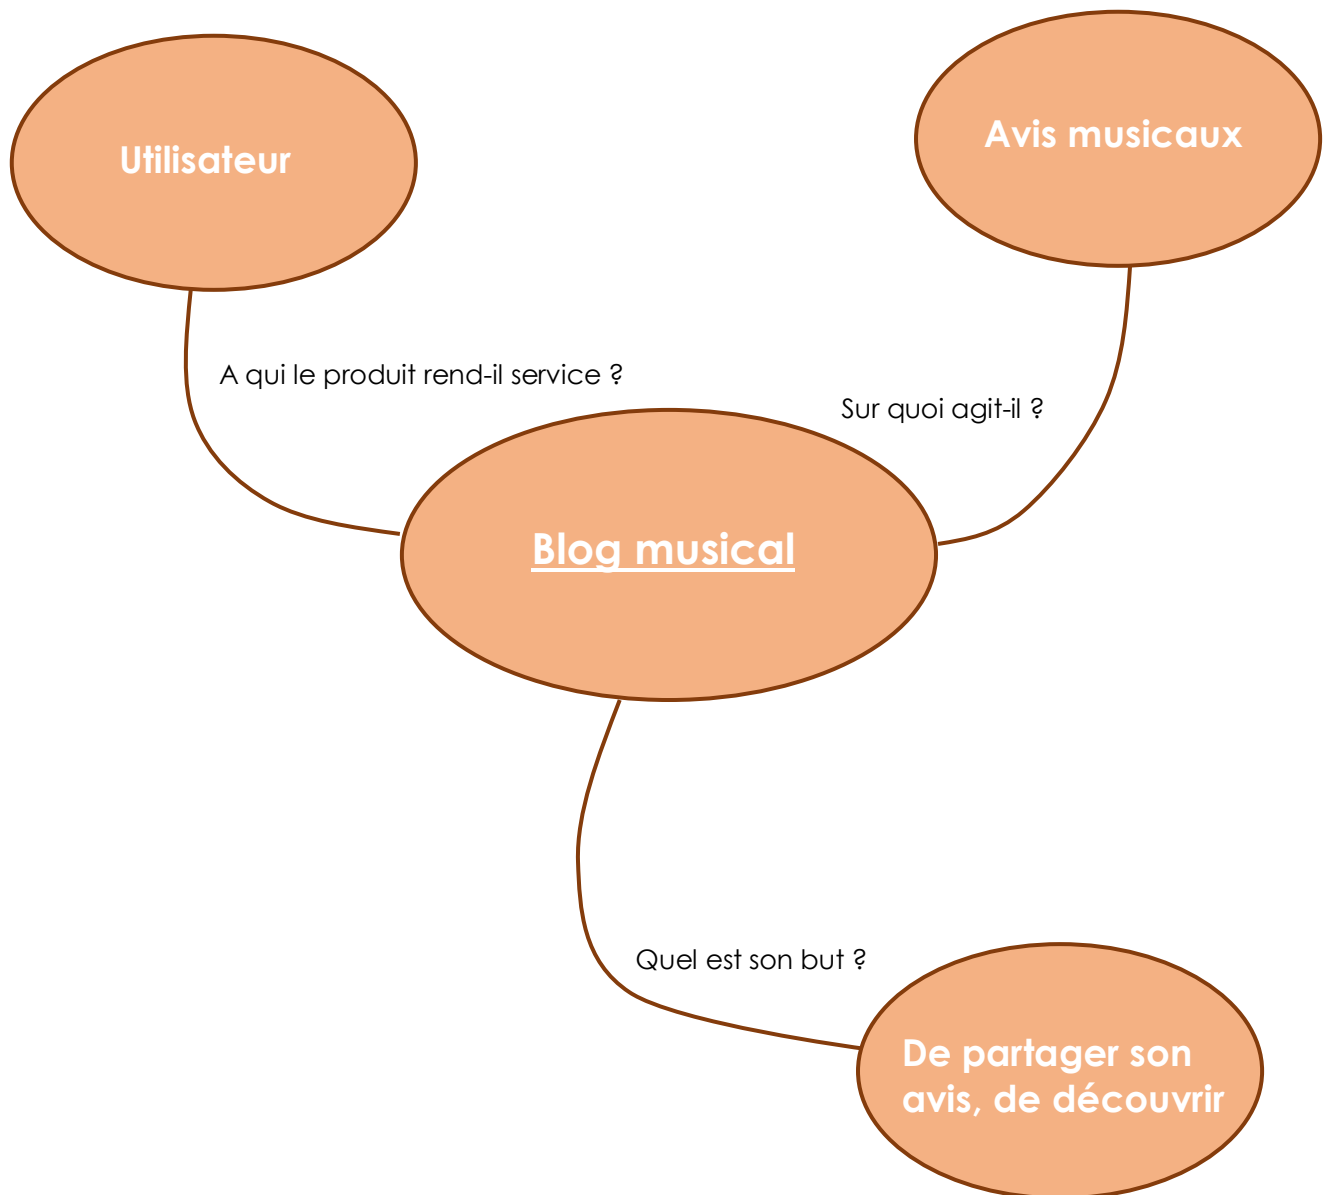 Avis musicaux
Utilisateur
A qui le produit rend-il service ?
Sur quoi agit-il ?
Blog musical
Quel est son but ?
De partager son
avis, de découvrir